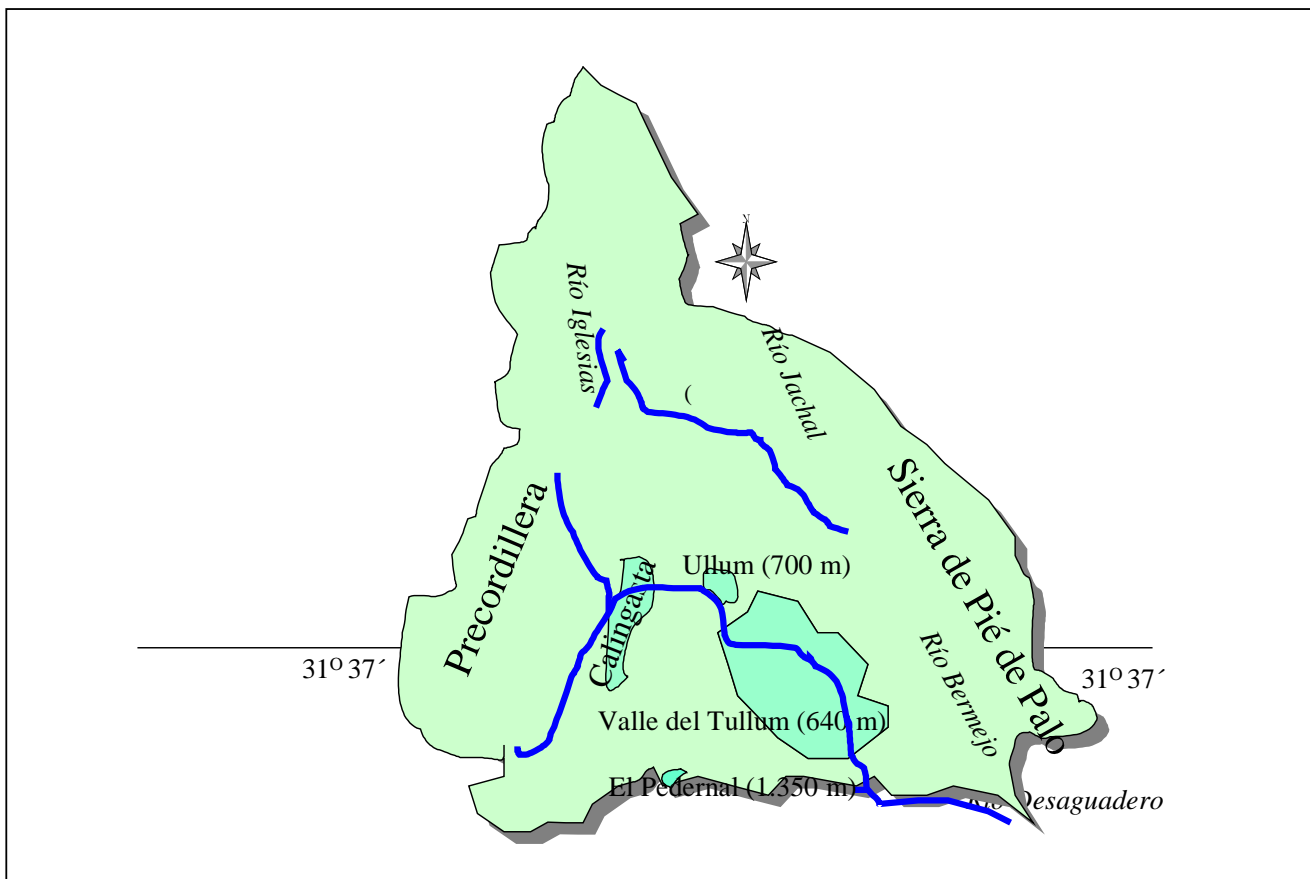 N
Río Iglesias
Río Jachal
(
Sierra de Pié de Palo
Precordillera
Ullum (700 m)
Calingasta
31O 37´
31O 37´
Río Bermejo
Valle del Tullum (640 m)
El Pedernal (1.350 m)
Río Desaguadero